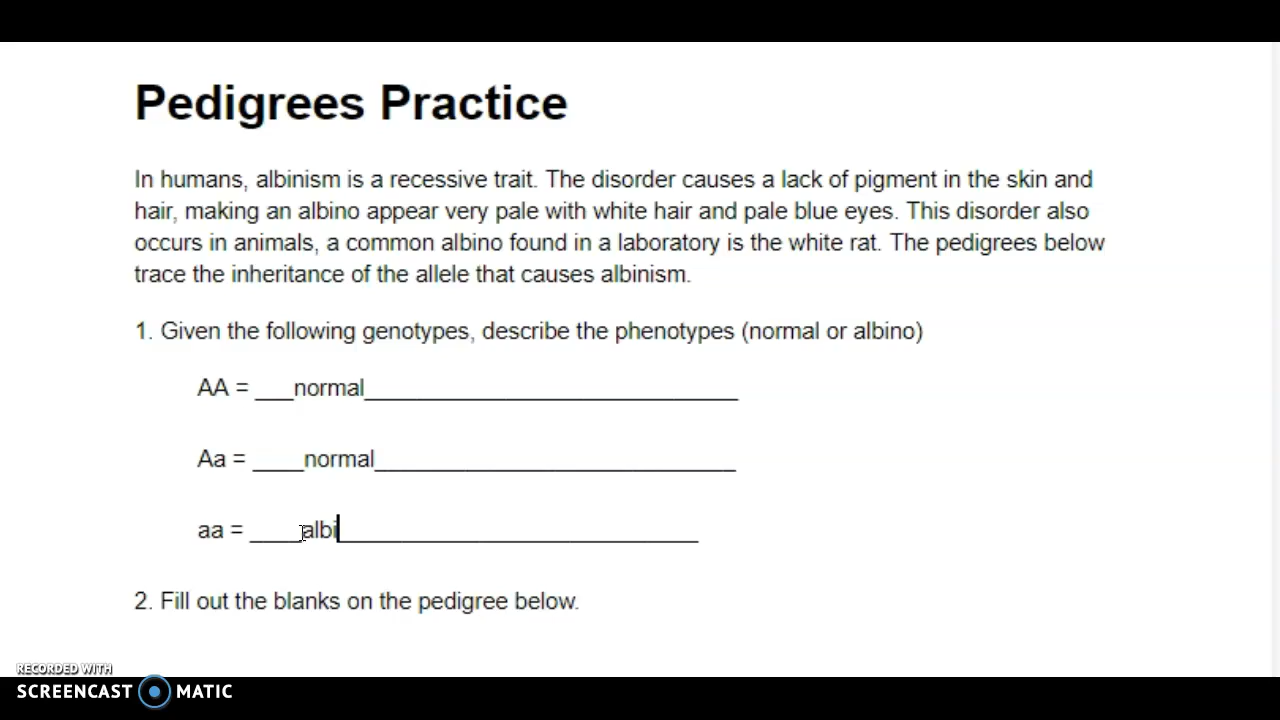 Pedigrees Practice
In humans, albinism is a recessive trait. The disorder causes a lack of pigment in the skin and
hair, making an albino appear very pale with white hair and pale blue eyes. This disorder also
occurs in animals, a common albino found in a laboratory is the white rat. The pedigrees below
trace the inheritance of the allele that causes albinism.
1. Given the following genotypes, describe the phenotypes (normal or albino)
AA = ___normal_____________________________
Aa = ____normal____________________________
aa = ____albi____________________________
2. Fill out the blanks on the pedigree below.
RECORDED WITH
SCREENCAST MATIC